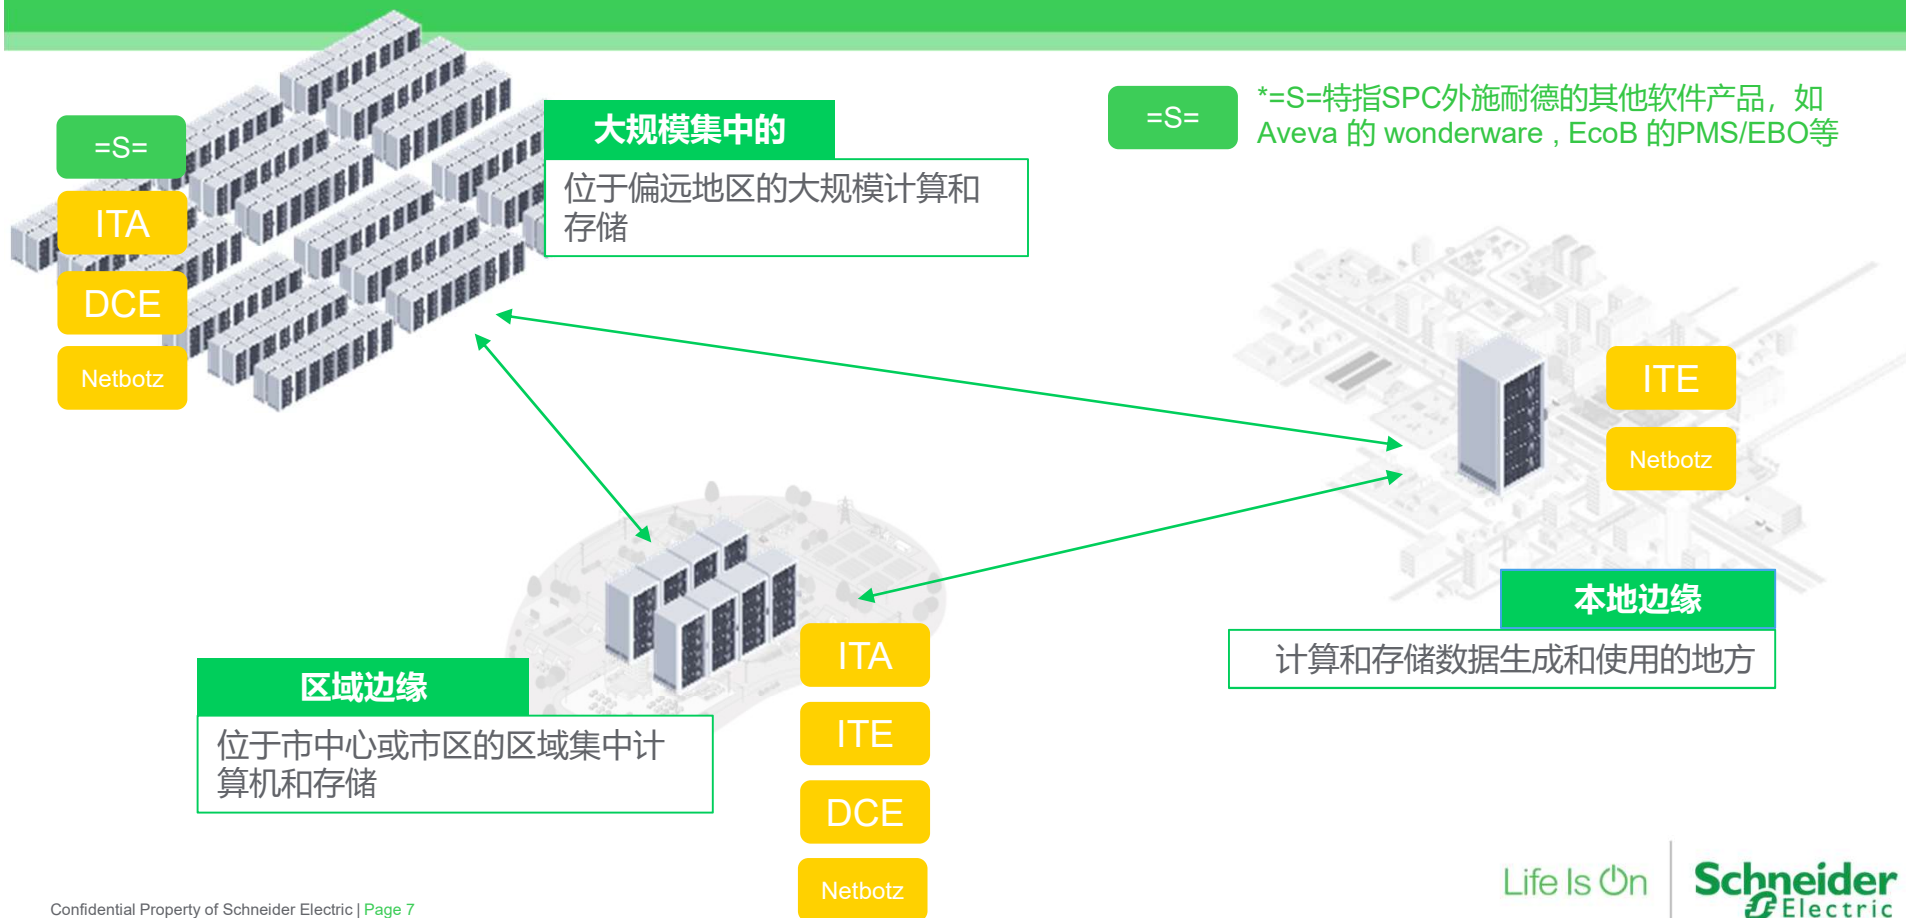 =S=
ITA
DCE
Netbotz
大规模集中的
位于偏远地区的大规模计算和
存储
=S=
*=S=特指SPC外施耐德的其他软件产品，如
Aveva 的 wonderware , EcoB 的PMS/EBO等
ITE
Netbotz
本地边缘
计算和存储数据生成和使用的地方
区域边缘
位于市中心或市区的区域集中计
算机和存储
ITA
ITE
DCE
Netbotz
Confidential Property of Schneider Electric | Page 7
Life Is On
Schneider
Electric